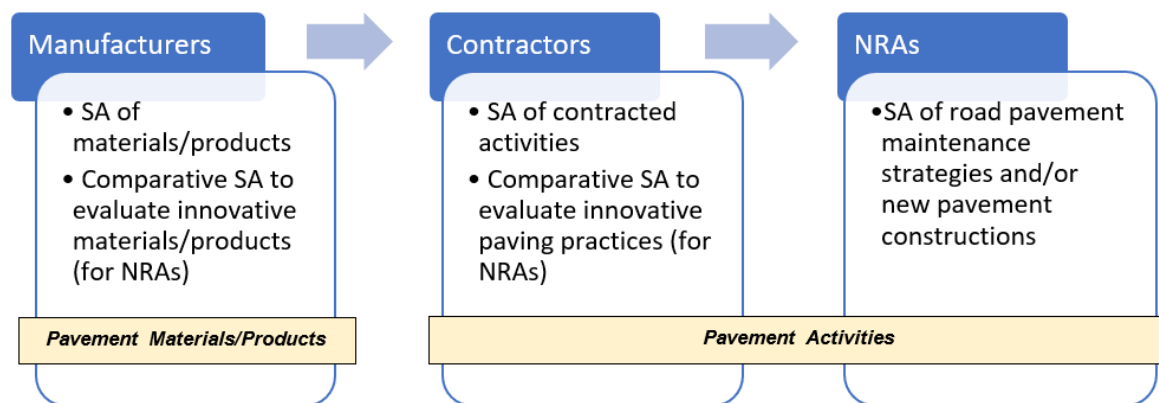 Manufacturers
• SA of
materials/products
• Comparative SA to
evaluate innovative
materials/products
(for NRAs)
Contractors
• SA of contracted
activities
• Comparative SA to
evaluate innovative
paving practices (for
NRAs)
NRAs
•SA of road pavement
maintenance
strategies and/or
new pavement
constructions
Pavement Materials/Products
Pavement Activities